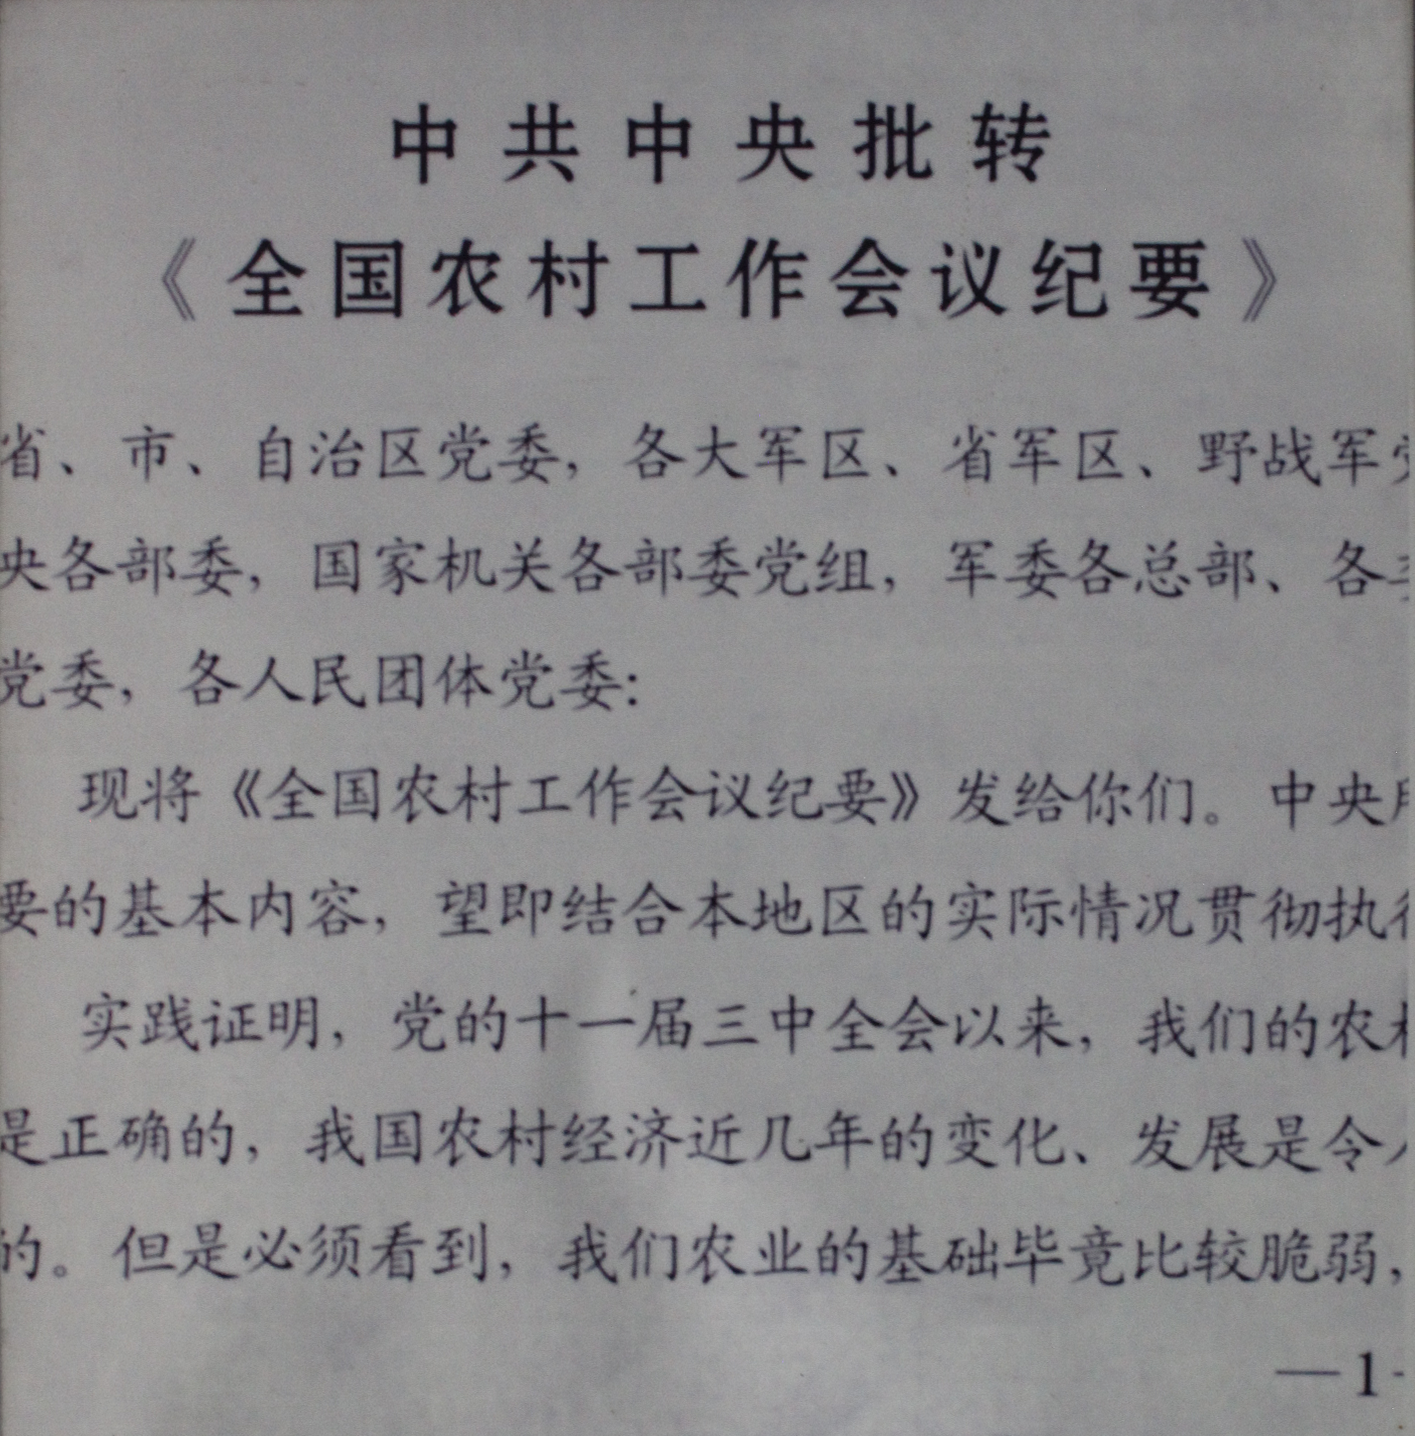 中共中央批转
《全国农村工作会议纪要》
省、市、自治区党委，各大军区、省军区、野战军党
央各部委，国家机关各部委党组，军委各总部、各
党委，各人民团体党委：
现将《全国农村工作会议纪要》发给你们。中央
要的基本内容，望即结合本地区的实际情况贯彻执行
实践证明，党的十一届三中全会以来，我们的农村
是正确的，我国农村经济近几年的变化、发展是令人
的。但是必须看到，我们农业的基础毕竟比较脆弱，
—1-